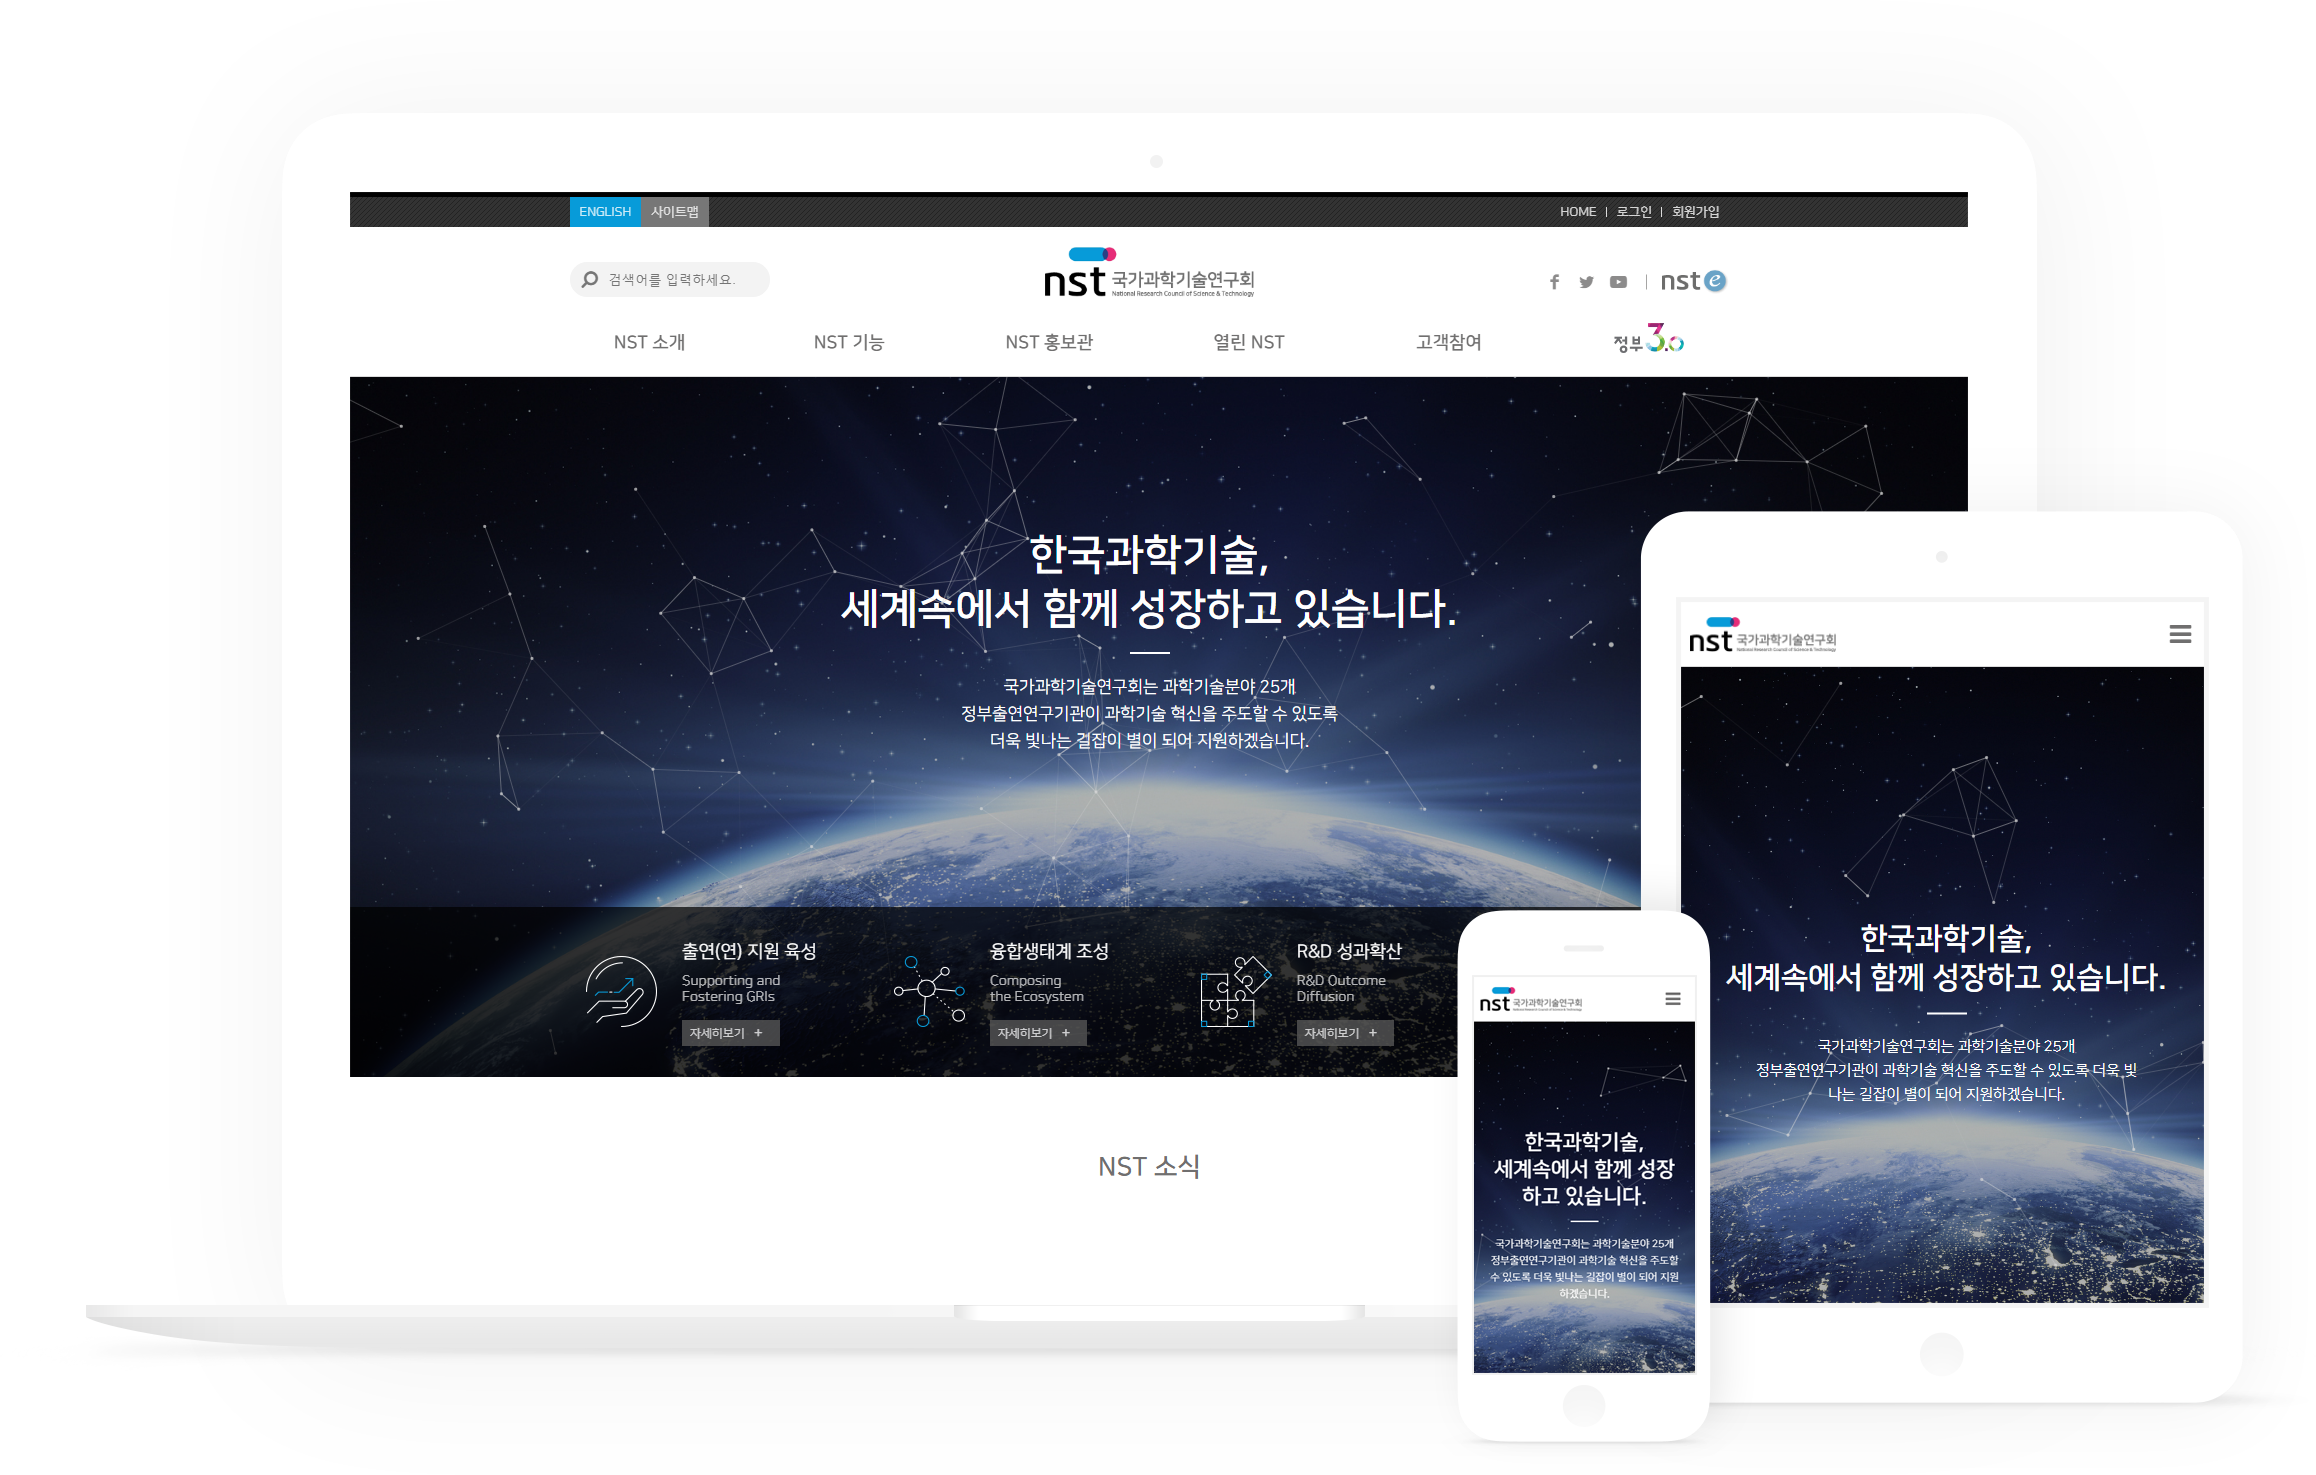 ENGLISH 사이트맵 HOME | 로그인 | 회원가입
검색어를 입력하세요.
nst 국가과학기술연구회
National Research Council of Science & Technology
nst e
NST 소개 NST 기능 NST 홍보관 열린 NST 고객참여 정부3.0
한국과학기술,
세계속에서 함께 성장하고 있습니다.
국가과학기술연구회는 과학기술분야 25개
정부출연연구기관이 과학기술 혁신을 주도할 수 있도록
더욱 빛나는 길잡이 별이 되어 지원하겠습니다.
출연(연) 지원 육성
Supporting and
Fostering GRIs
자세히보기 +
융합생태계 조성
Composing
the Ecosystem
자세히보기 +
R&D 성과확산
R&D Outcome
Diffusion
자세히보기 +
NST 소식
nst 국가과학기술연구회
National Research Council of Science & Technology
한국과학기술,
세계속에서 함께 성장
하고 있습니다.
국가과학기술연구회는 과학기술분야 25개
정부출연연구기관이 과학기술 혁신을 주도할
수 있도록 더욱 빛나는 길잡이 별이 되어 지원
하겠습니다.
nst 국가과학기술연구회
National Research Council of Science & Technology
한국과학기술,
세계속에서 함께 성장하고 있습니다.
국가과학기술연구회는 과학기술분야 25개
정부출연연구기관이 과학기술 혁신을 주도할 수 있도록 더욱 빛
나는 길잡이 별이 되어 지원하겠습니다.